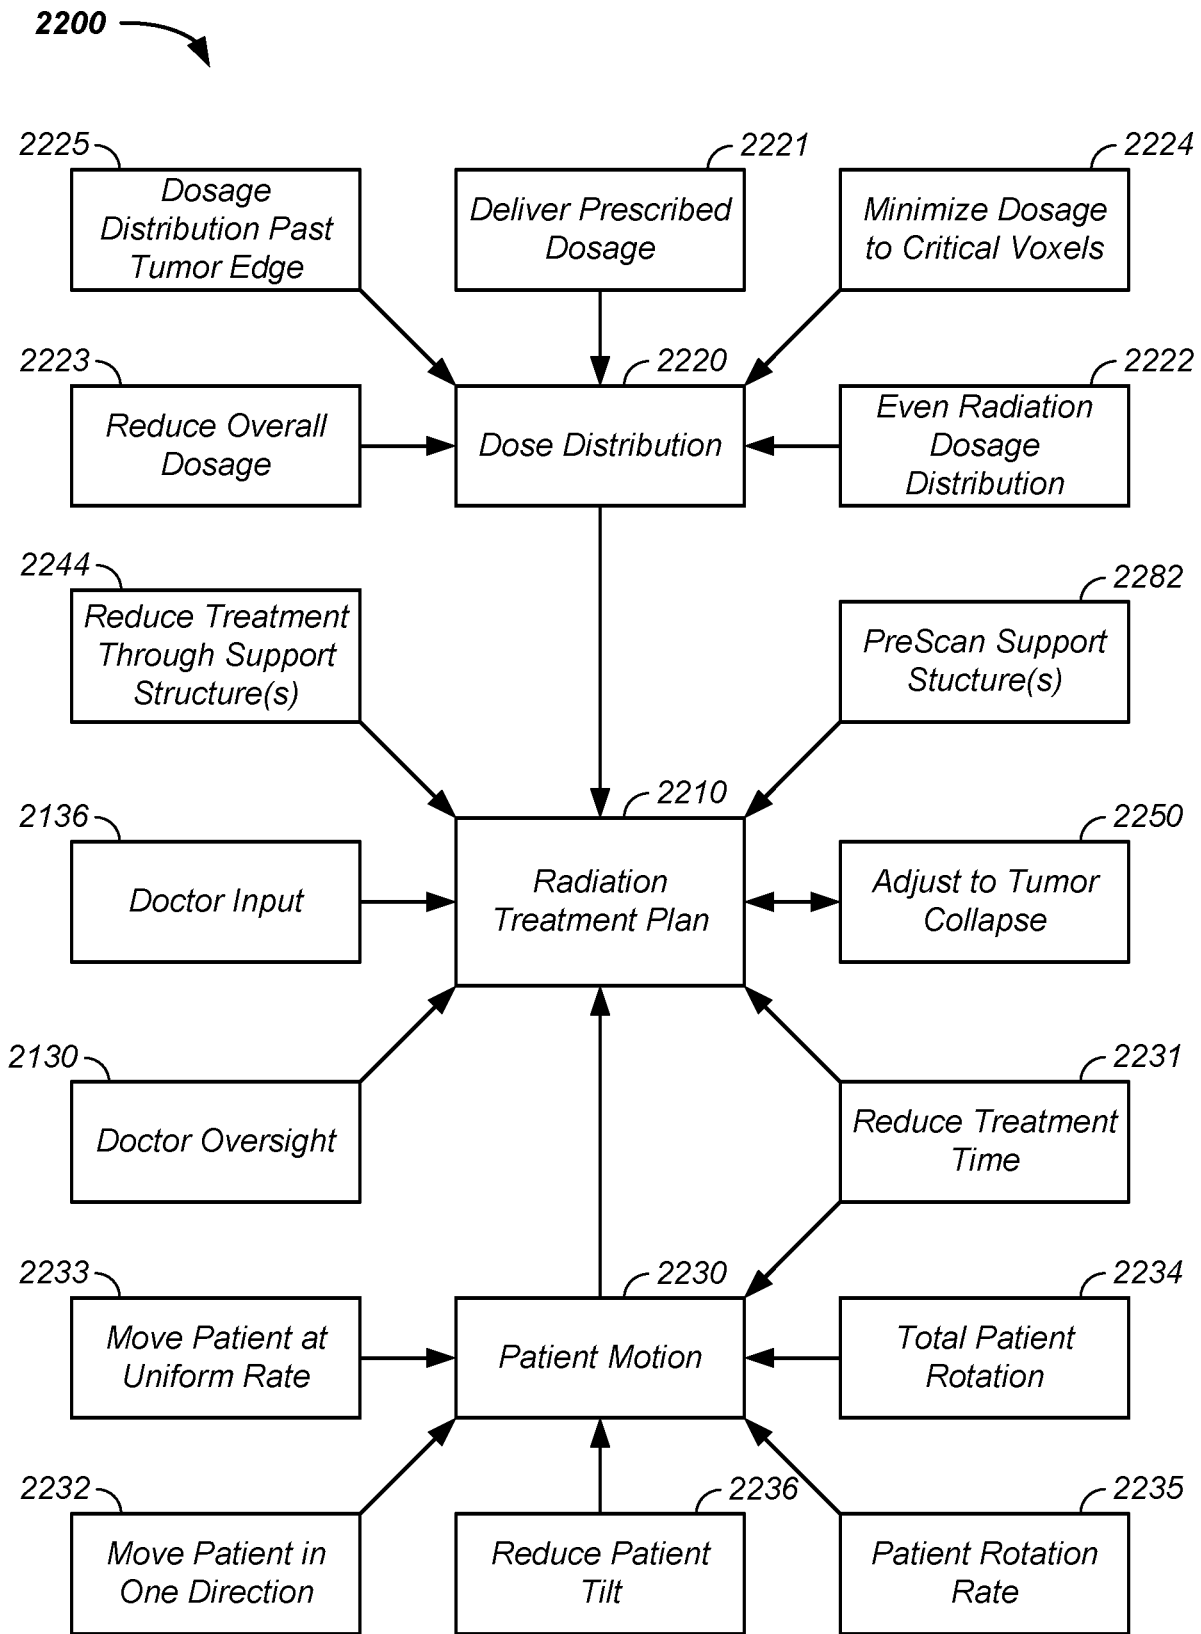 2200
2225
2221
2224
Dosage
Distribution Past
Tumor Edge
Deliver Prescribed
Dosage
Minimize Dosage
to Critical Voxels
2223
2220
2222
Reduce Overall
Dosage
Dose Distribution
Even Radiation
Dosage
Distribution
2244
2282
Reduce Treatment
Through Support
Structure(s)
PreScan Support
Stucture(s)
2136
2210
2250
Doctor Input
Radiation
Treatment Plan
Adjust to Tumor
Collapse
2130
2231
Doctor Oversight
Reduce Treatment
Time
2233
2230
2234
Move Patient at
Uniform Rate
Patient Motion
Total Patient
Rotation
2232
2236
2235
Move Patient in
One Direction
Reduce Patient
Tilt
Patient Rotation
Rate